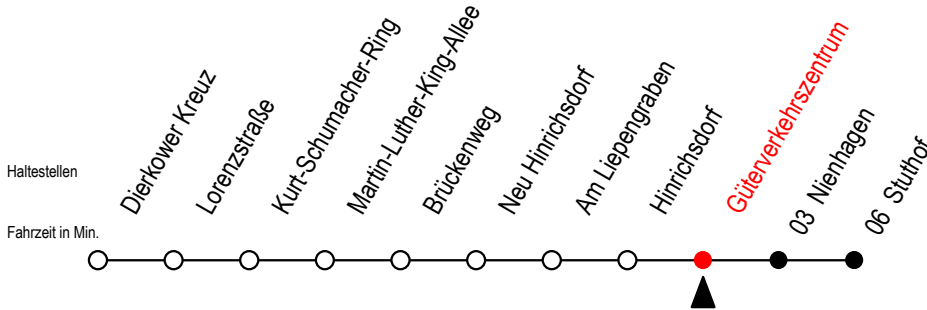 Haltestellen
Fahrzeit in Min.
Dierkower Kreuz
Lorenzstraße
Kurt-Schumacher-Ring
Martin-Luther-King-Allee
Brückenweg
Neu Hinrichsdorf
Am Liepengraben
Hinrichsdorf
Güterverkehrszentrum
03 Nienhagen
06 Stuthof